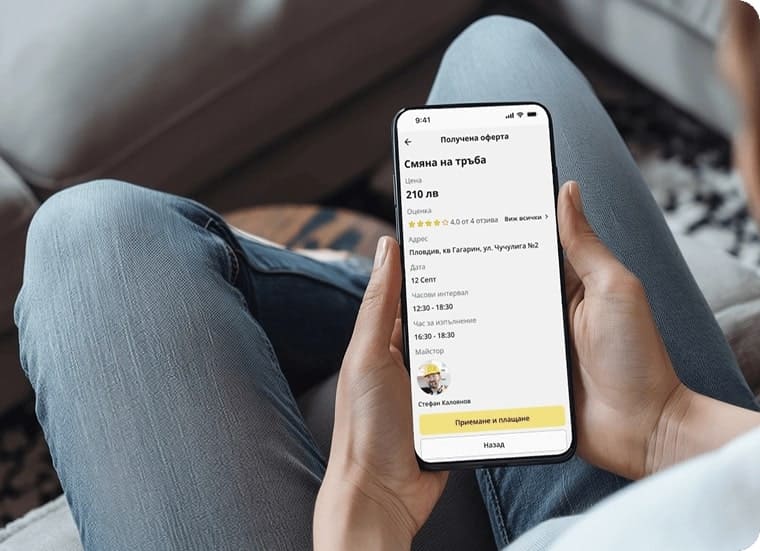 9:41
Получена оферта
Смяна на тръба
Цена
210 лв
Оценка
4.0 от 4 отзива Виж всички
Адрес
Пловдив, кв Гагарин, ул. Чучулига №2
Дата
12 Септ
Часови интервал
12:30 - 18:30
Час за изпълнение
16:30 - 18:30
Майстор
Стефан Калоянов
Приемане и плащане
Назад